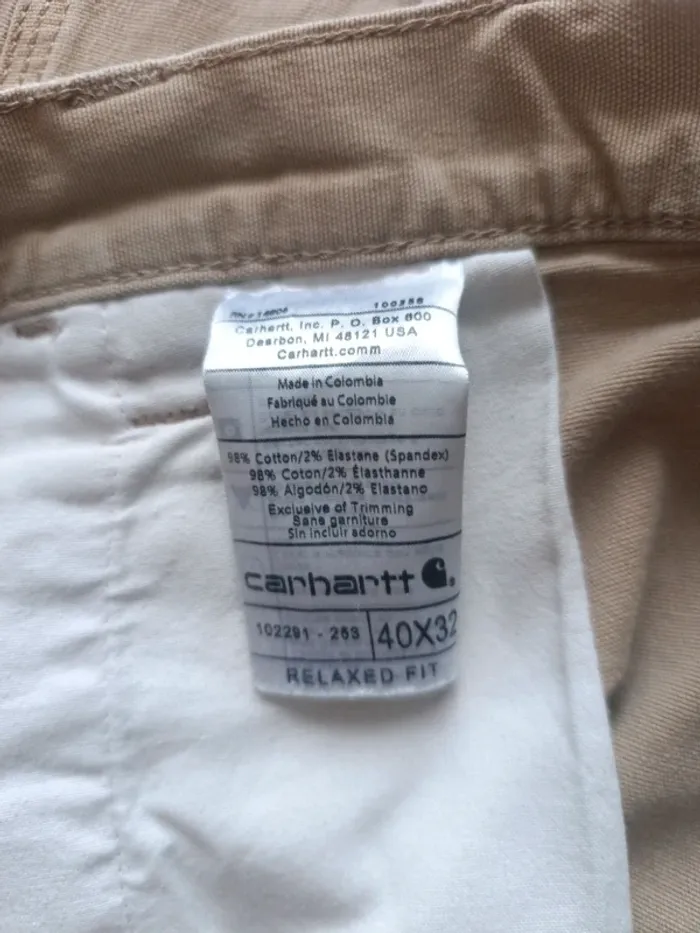 100256
Carhartt, Inc. P. O. Box 600
Dearbon, MI 48121 USA
Carhartt.comm
Made in Colombia
Fabriqué au Colombie
Hecho en Colombia
98% Cotton/2% Elastane (Spandex)
98% Coton/2% Élasthanne
98% Algodón/2% Elastano
Exclusive of Trimming
Sans garniture
Sin incluir adorno
carhartt
102291 - 253 40X32
RELAXED FIT